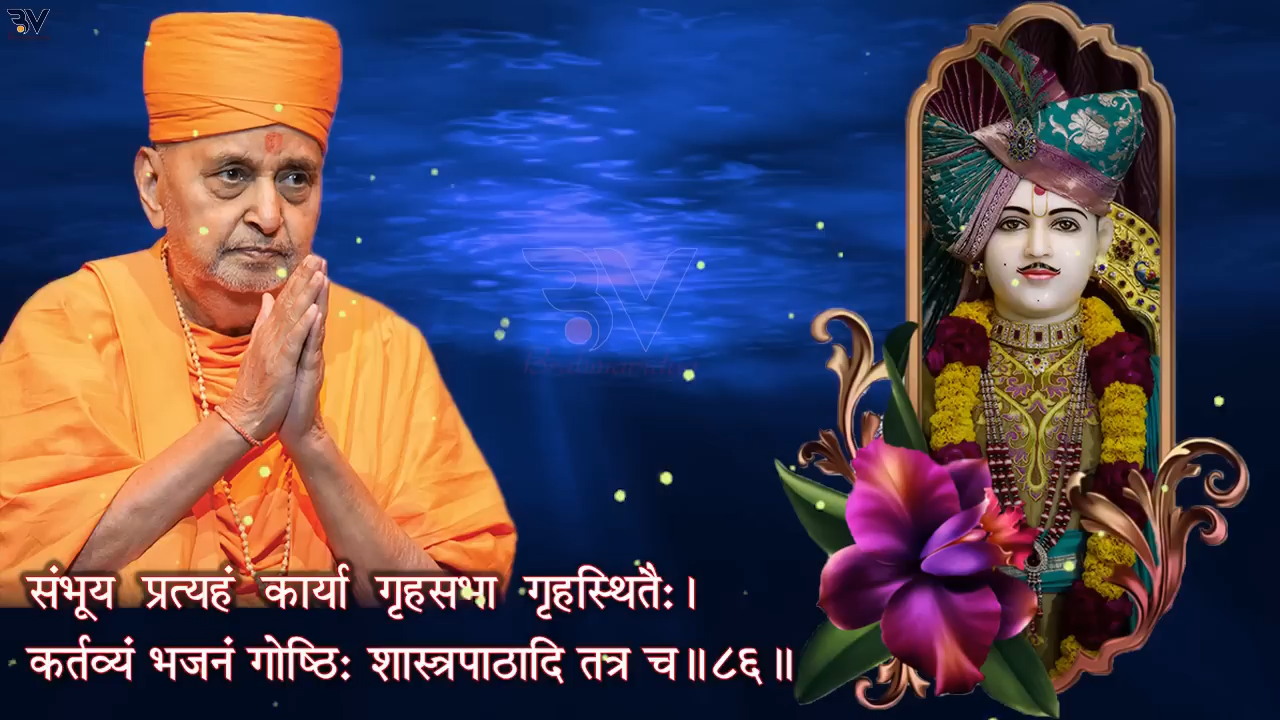 संभूय प्रत्यहं कार्या गृहसभा गृहस्थितैः।
कर्तव्यं भजनं गोष्ठिः शास्त्रपाठादि तत्र च॥८६॥